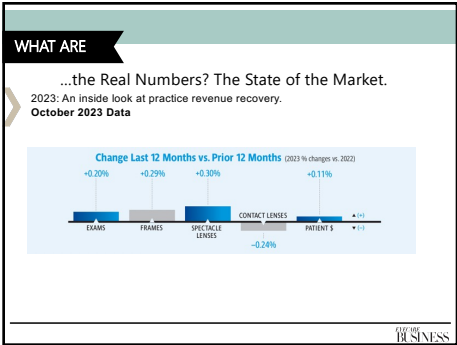 WHAT ARE
...the Real Numbers? The State of the Market.
2023: An inside look at practice revenue recovery.
October 2023 Data
Change Last 12 Months vs. Prior 12 Months (2023 % changes vs. 2022)
+0.20% +0.29% +0.30% +0.11%
CONTACT LENSES ▲ (+)
EXAMS FRAMES SPECTACLE LENSES PATIENT $ ▼ (–)
–0.24%
EYECARE
BUSINESS